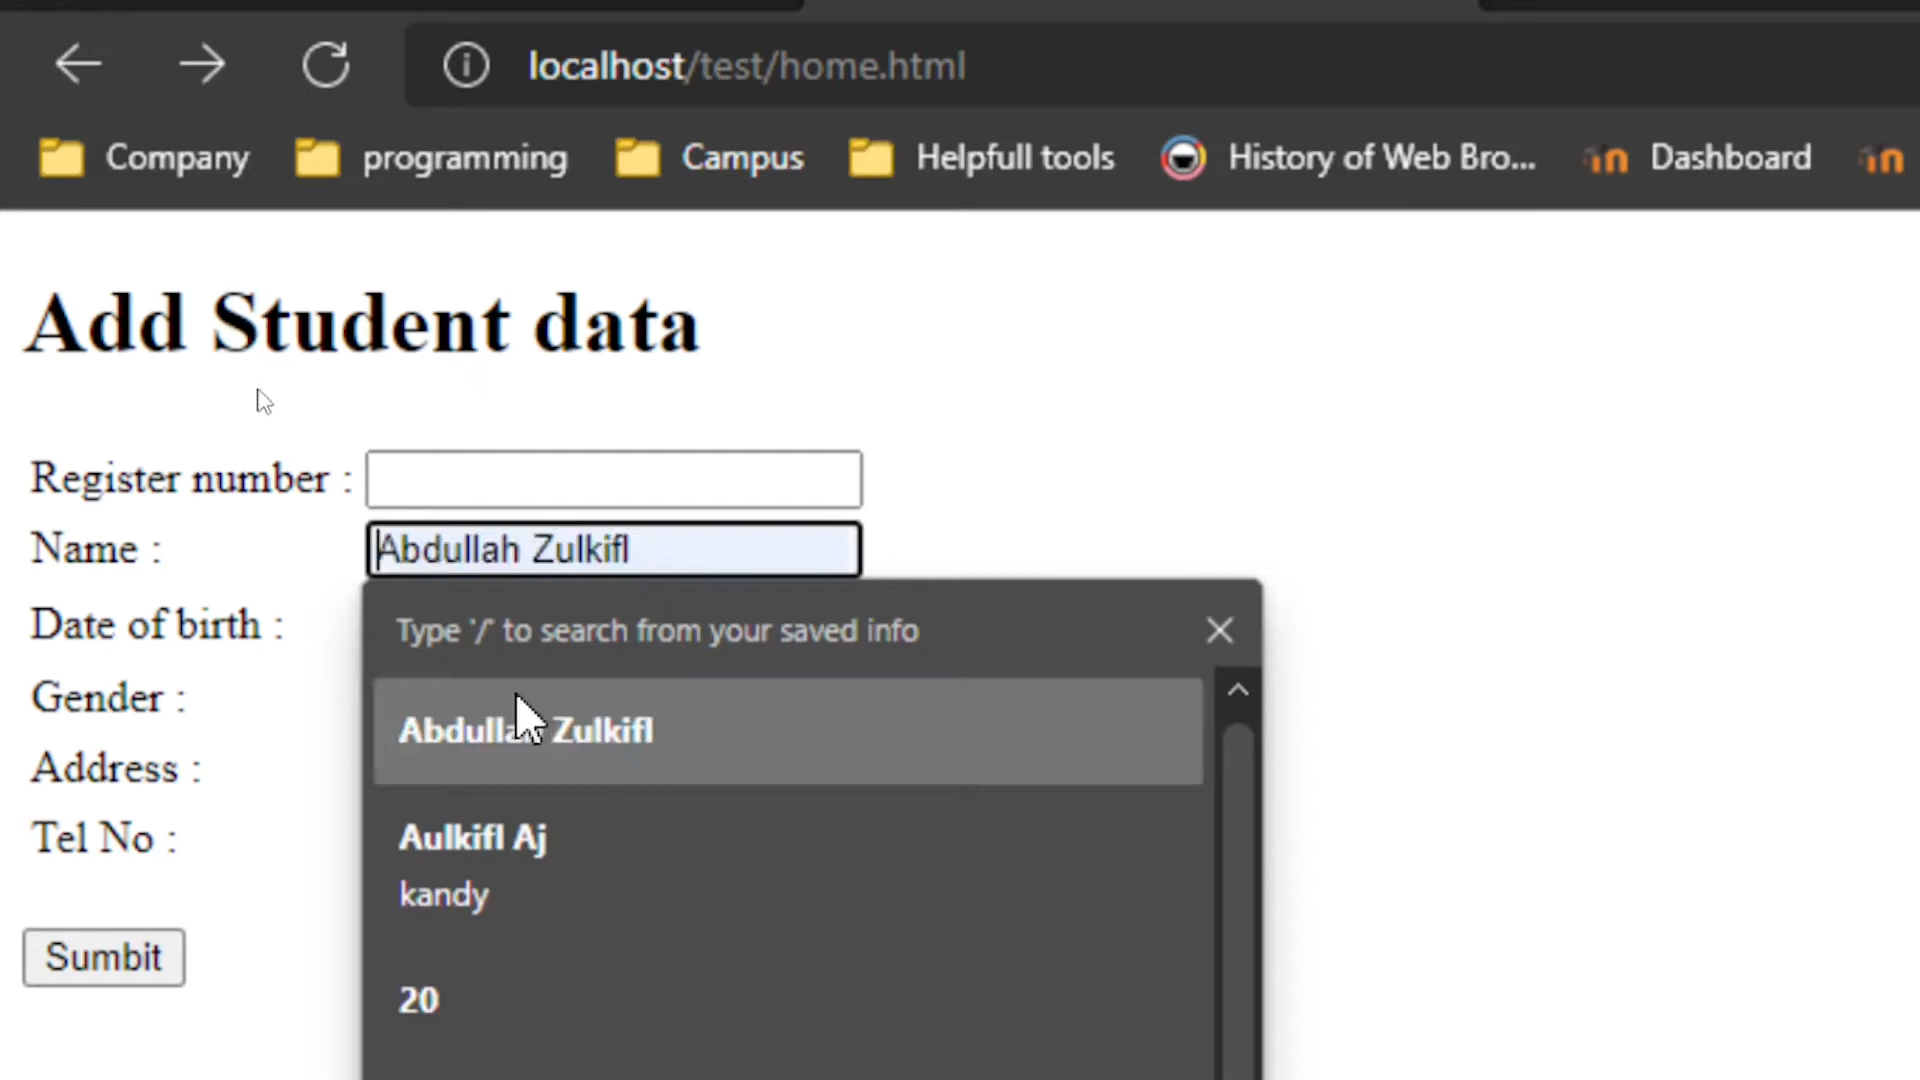 localhost/test/home.html
Company programming Campus Helpfull tools History of Web Bro... Dashboard
Add Student data
Register number :
Name : Abdullah Zulkifl
Date of birth :
Type '/' to search from your saved info
Gender :
Abdullah Zulkifl
Address :
Tel No :
Aulkifl Aj
kandy
Sumbit
20